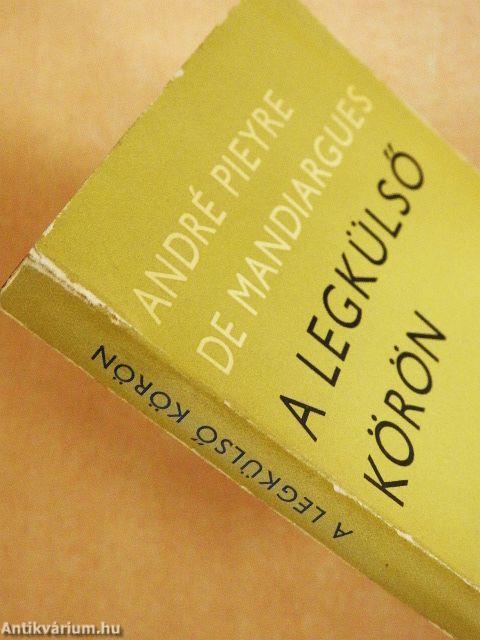 ANDRÉ PIEYRE
DE MANDIARGUES
A LEGKÜLSŐ
KÖRÖN
A LEGKÜLSŐ KÖRÖN
Antikvárium.hu